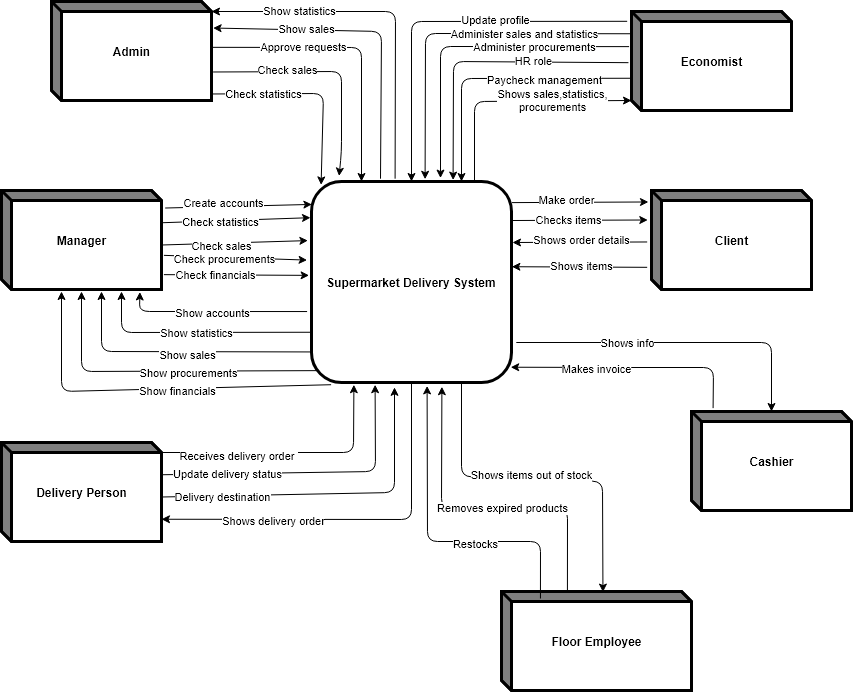 Show statistics
Show sales
Approve requests
Check sales
Check statistics
Admin
Update profile
Administer sales and statistics
Administer procurements
HR role
Paycheck management
Shows sales,statistics,
procurements
Economist
Manager
Create accounts
Check statistics
Check sales
Check procurements
Check financials
Show accounts
Show statistics
Show sales
Show procurements
Show financials
Supermarket Delivery System
Make order
Checks items
Shows order details
Shows items
Client
Shows info
Makes invoice
Cashier
Delivery Person
Receives delivery order
Update delivery status
Delivery destination
Shows delivery order
Shows items out of stock
Removes expired products
Restocks
Floor Employee